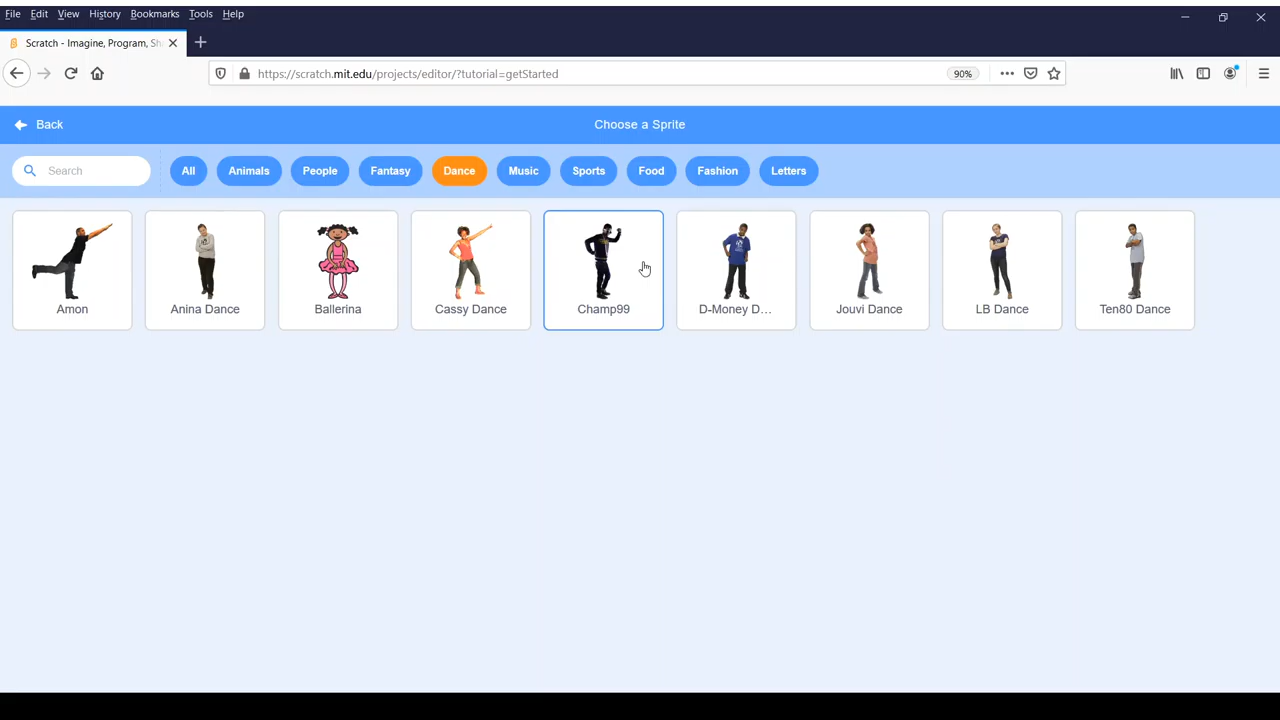 File Edit View History Bookmarks Tools Help
Scratch - Imagine, Program, Sh
https://scratch.mit.edu/projects/editor/?tutorial=getStarted
90%
Back
Choose a Sprite
Search
All
Animals
People
Fantasy
Dance
Music
Sports
Food
Fashion
Letters
Amon
Anina Dance
Ballerina
Cassy Dance
Champ99
D-Money D...
Jouvi Dance
LB Dance
Ten80 Dance